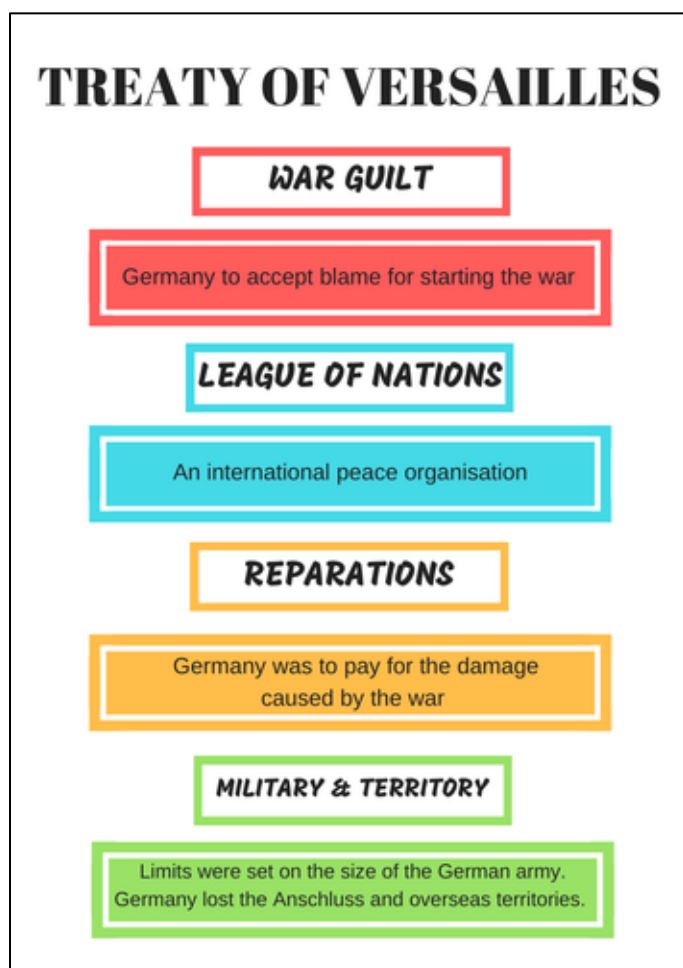 TREATY OF VERSAILLES
WAR GUILT
Germany to accept blame for starting the war
LEAGUE OF NATIONS
An international peace organisation
REPARATIONS
Germany was to pay for the damage
caused by the war
MILITARY & TERRITORY
Limits were set on the size of the German army.
Germany lost the Anschluss and overseas territories.